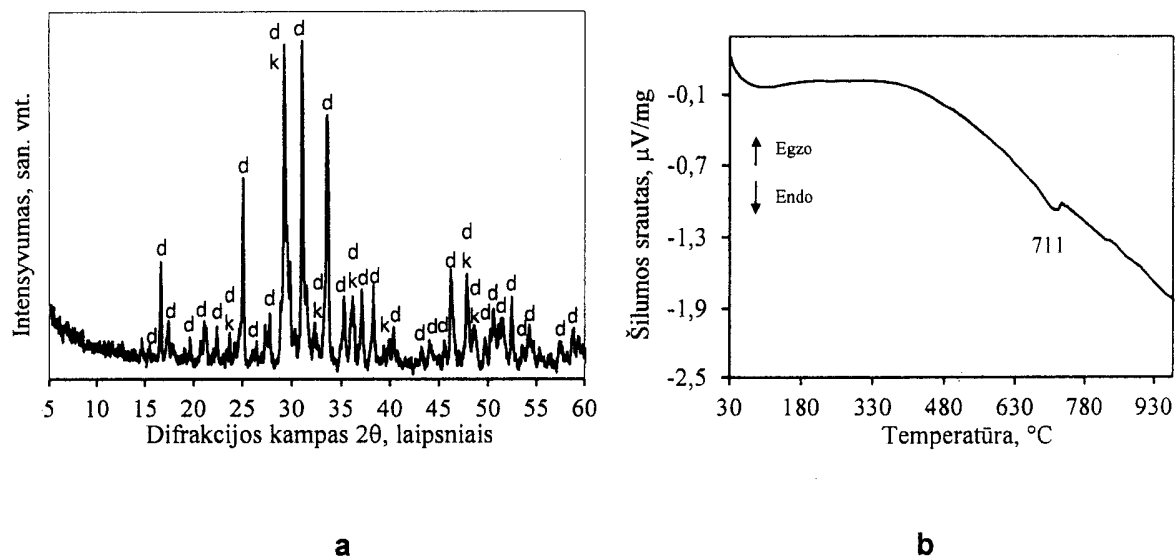 Intensyvumas, san. vnt.
d
k
d
d
d
d
d
d
d
d
d
k
d
d
d
k
d
d
k
d
d
k
d
d
d
d
d
d
k
d
k
d
d
d
d
d
d
d
d
5 10 15 20 25 30 35 40 45 50 55 60
Difrakcijos kampas 2θ, laipsniais
a
Šilumos srautas, µV/mg
-0,1
-0,7
-1,3
-1,9
-2,5
Egzo
Endo
711
30 180 330 480 630 780 930
Temperatūra, °C
b